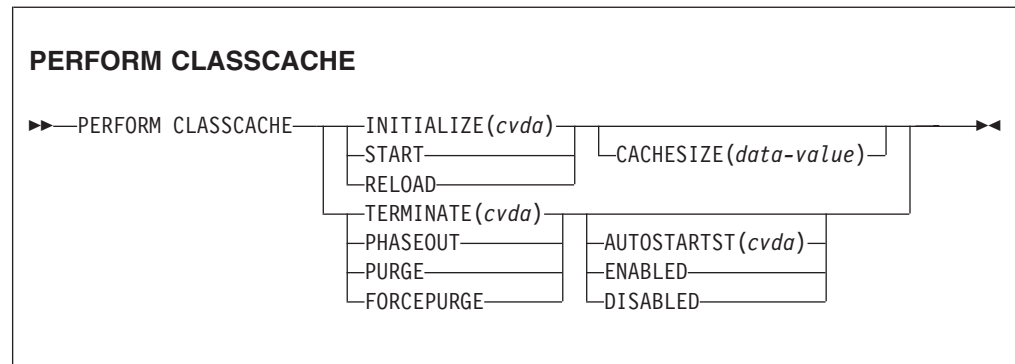 PERFORM CLASSCACHE
PERFORM CLASSCACHE INITIALIZE(cvda)
START CACHESIZE(data-value)
RELOAD
TERMINATE(cvda)
PHASEOUT AUTOSTARTST(cvda)
PURGE ENABLED
FORCEPURGE DISABLED